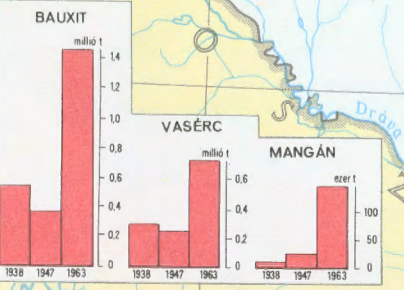 BAUXIT
millió t
1,4
1,2
1,0
0,8
0,6
0,4
0,2
0
1938 1947 1963
VASÉRC
millió t
0,6
0,4
0,2
0
1938 1947 1963
MANGÁN
ezer t
100
50
0
1938 1947 1963
O
S
Dráva